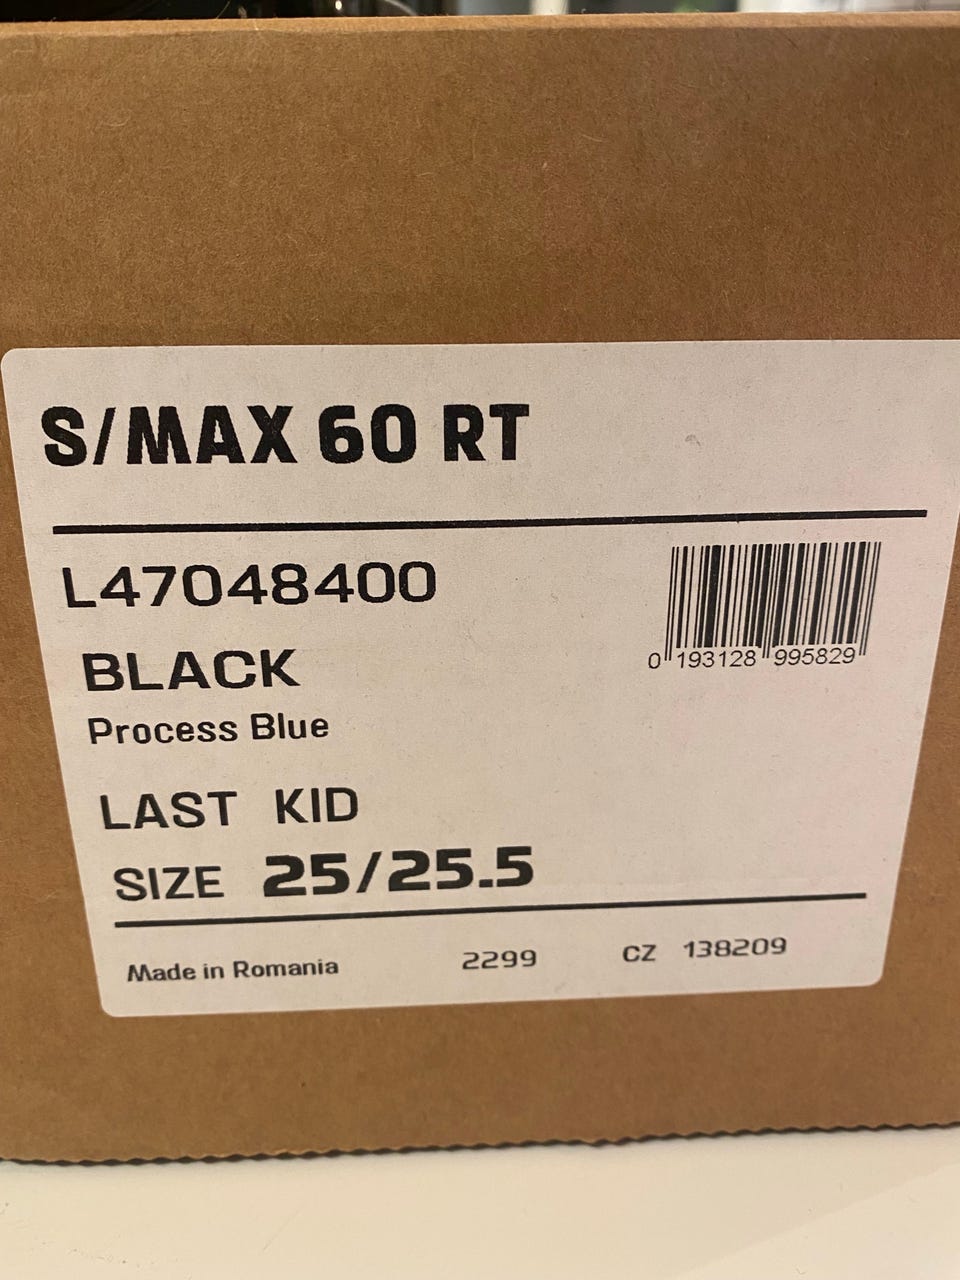 S/MAX 60 RT
L47048400
BLACK
Process Blue
0 193128 995829
LAST KID
SIZE 25/25.5
Made in Romania 2299 CZ 138209